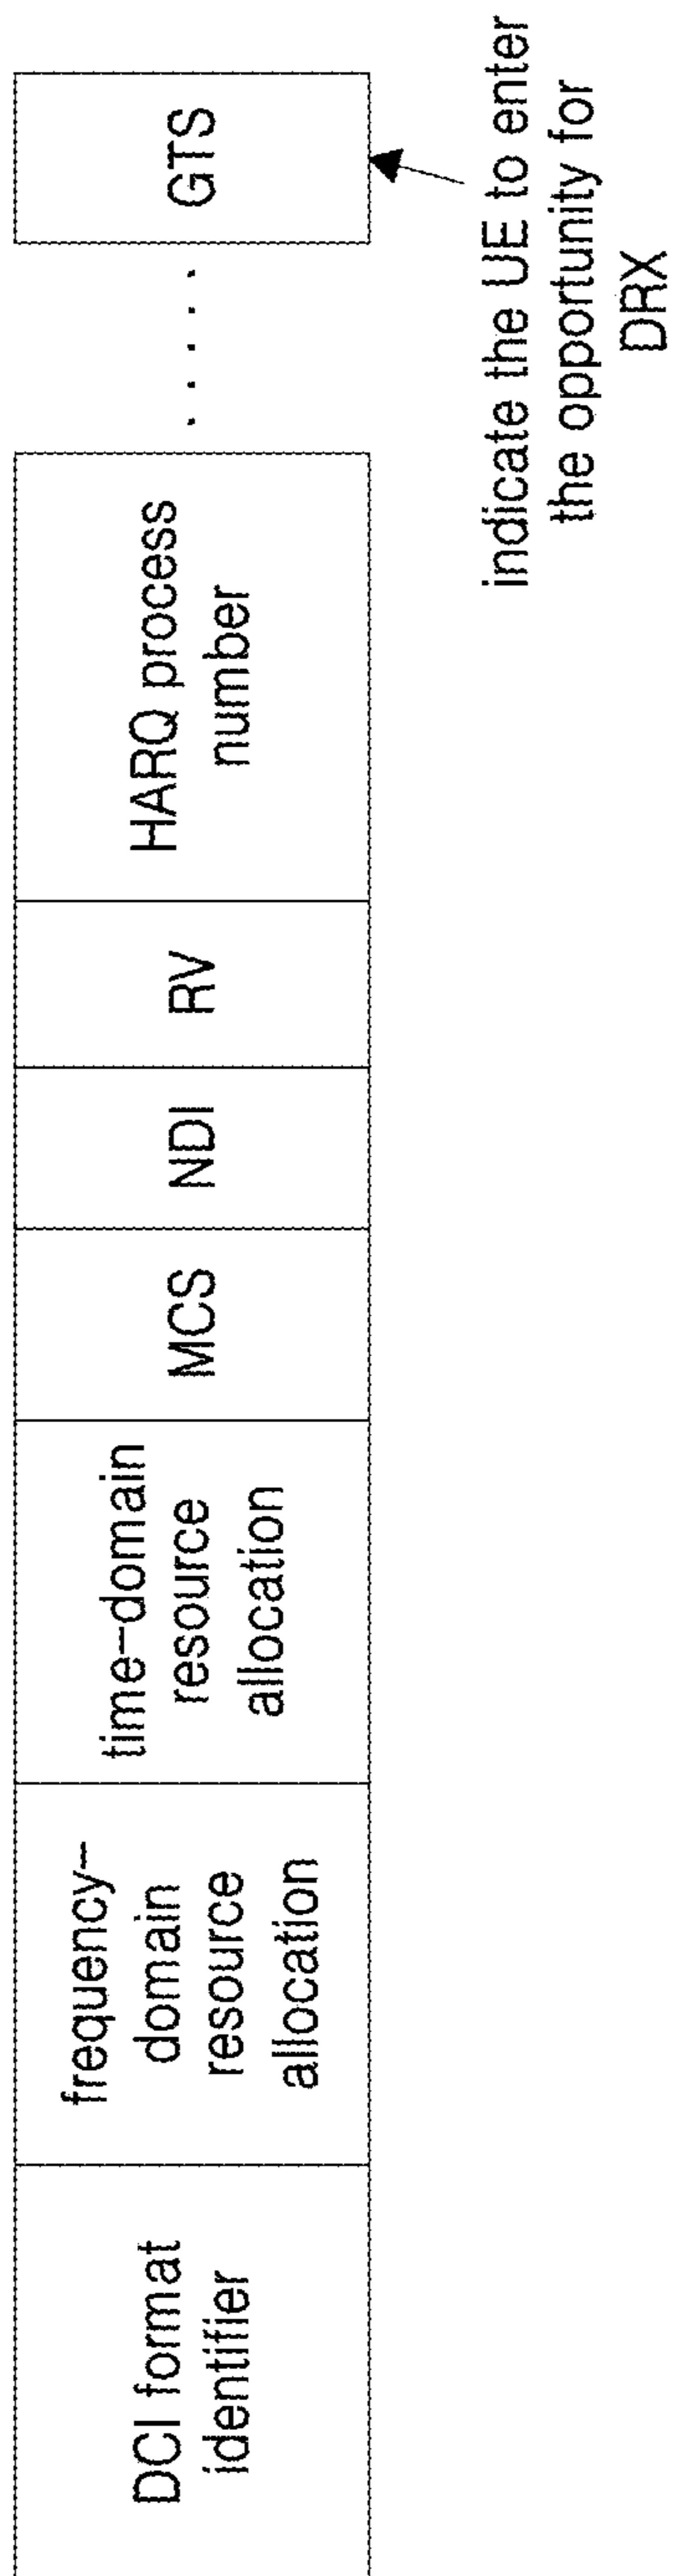 DCI format
identifier
frequency-
domain
resource
allocation
time-domain
resource
allocation
MCS
NDI
RV
HARQ process
number
.....
GTS
indicate the UE to enter
the opportunity for
DRX